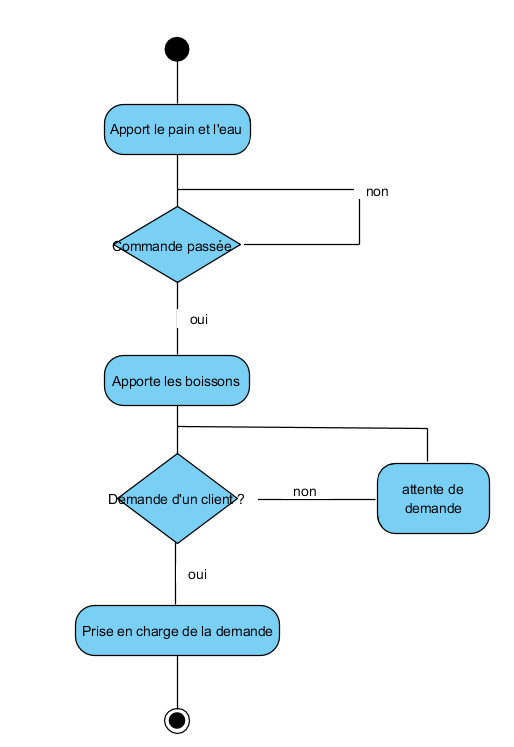 Apport le pain et l'eau
non
Commande passée
oui
Apporte les boissons
Demande d'un client ?
non
attente de
demande
oui
Prise en charge de la demande